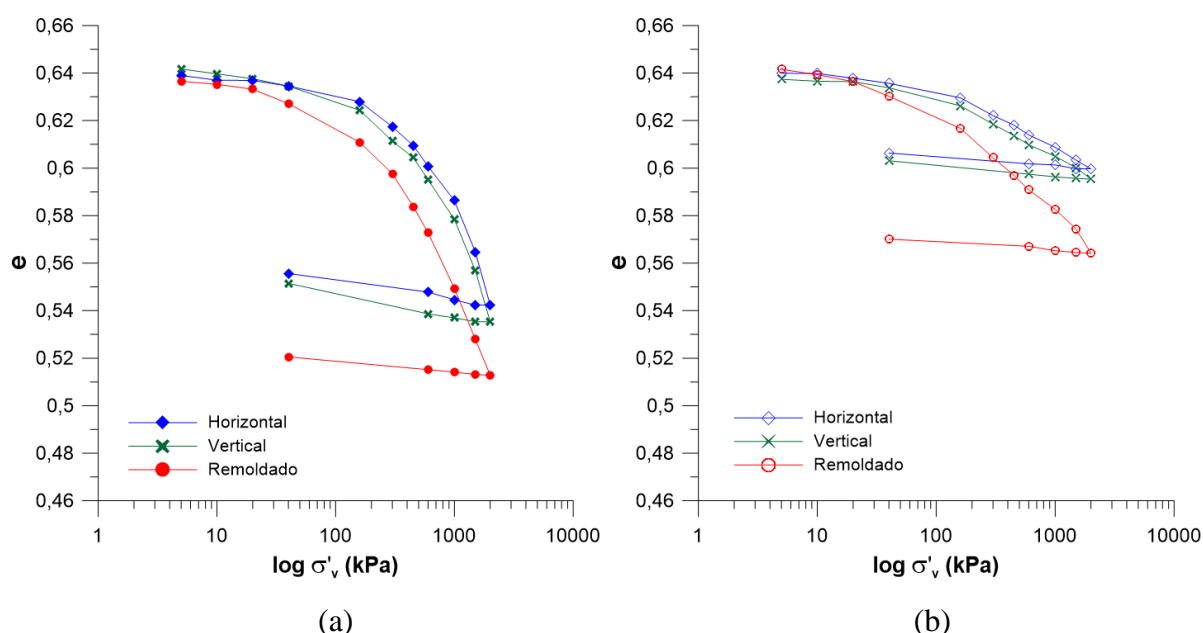 0,66
0,64
0,62
0,6
0,58
0,56
0,54
0,52
0,5
0,48
0,46
e
Horizontal
Vertical
Remoldado
1 10 100 1000 10000
log σ'v (kPa)
(a)
0,66
0,64
0,62
0,6
0,58
0,56
0,54
0,52
0,5
0,48
0,46
e
Horizontal
Vertical
Remoldado
1 10 100 1000 10000
log σ'v (kPa)
(b)